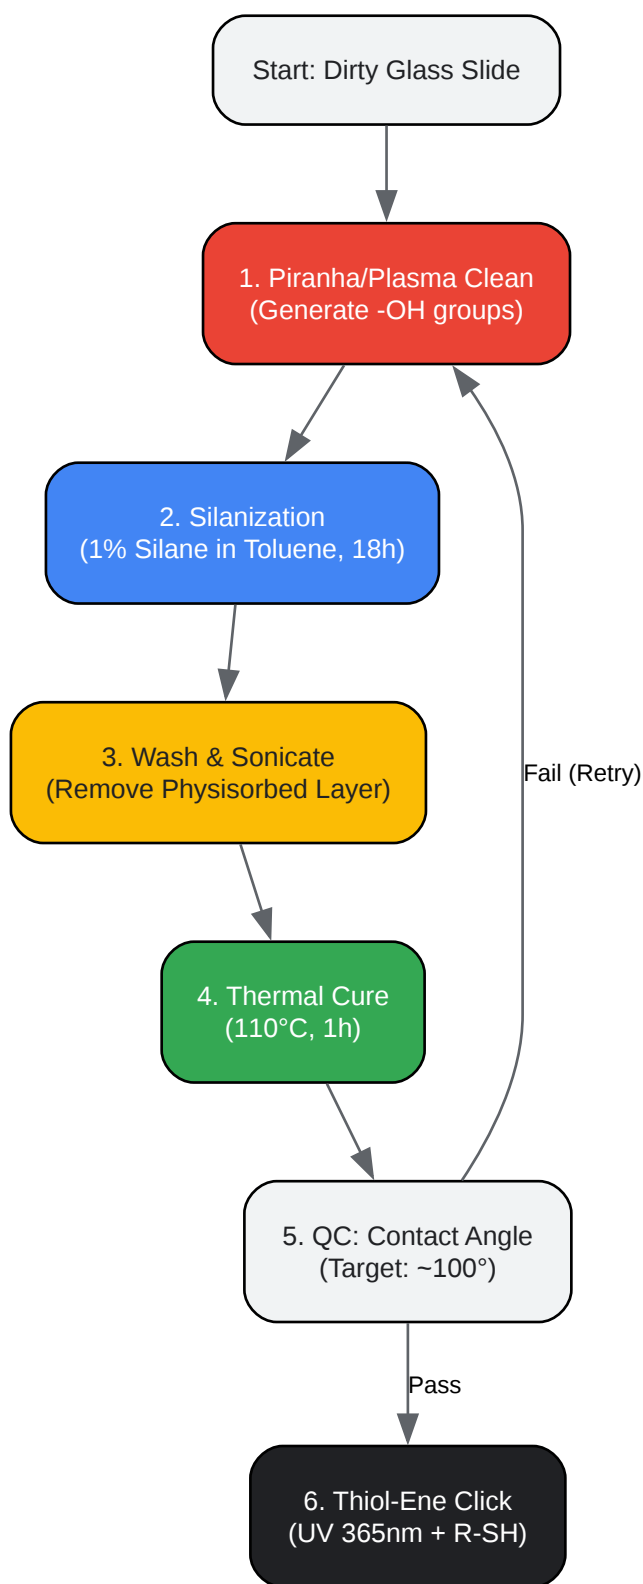 Start: Dirty Glass Slide
1. Piranha/Plasma Clean
(Generate -OH groups)
2. Silanization
(1% Silane in Toluene, 18h)
3. Wash & Sonicate
(Remove Physisorbed Layer)
Fail (Retry)
4. Thermal Cure
(110°C, 1h)
5. QC: Contact Angle
(Target: ~100°)
Pass
6. Thiol-Ene Click
(UV 365nm + R-SH)